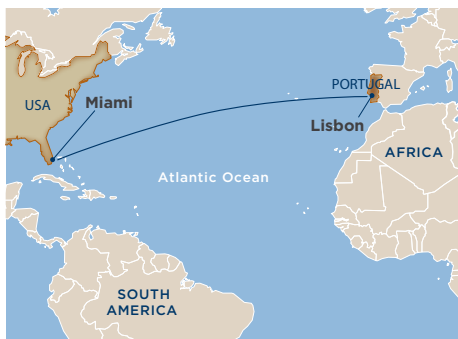 PORTUGAL
USA
Miami
Lisbon
AFRICA
Atlantic Ocean
SOUTH
AMERICA